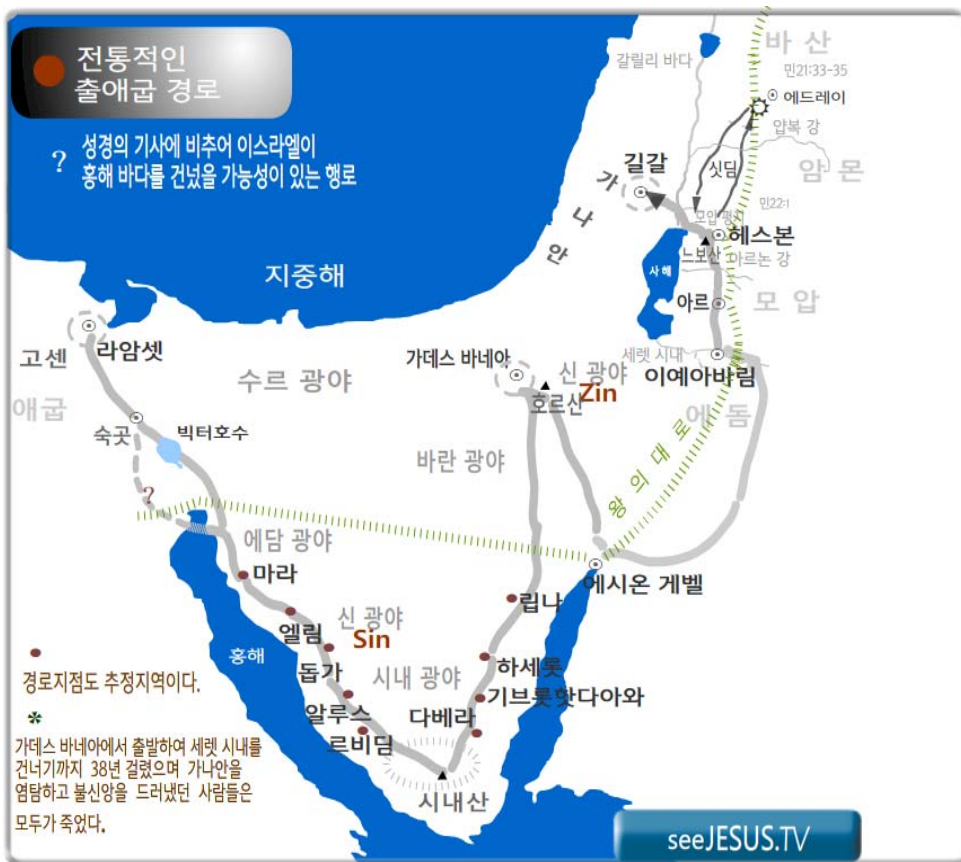 전통적인
출애굽 경로
? 성경의 기사에 비추어 이스라엘이
홍해 바다를 건넜을 가능성이 있는 행로
갈릴리 바다
바 산
민21:33-35
에드레이
얍복 강
암 몬
싯딤
길갈
가 나 안
민22:1
모압 평지
헤스본
느보산
아르논 강
사해
모 압
아르
지중해
세렛 시내
이예아바림
라암셋
고센
애굽
수르 광야
가데스 바네아
신 광야
Zin
호르산
에 돔
숙곳
빅터호수
바란 광야
왕 의 대 로
?
에담 광야
에시온 게벨
마라
립나
엘림
신 광야
Sin
홍해
돕가
시내 광야
하세롯
기브롯핫다아와
알루스
다베라
르비딤
시내산
경로지점도 추정지역이다.
*
가데스 바네아에서 출발하여 세렛 시내를
건너기까지 38년 걸렸으며 가나안을
염탐하고 불신앙을 드러냈던 사람들은
모두가 죽었다.
seeJESUS.TV